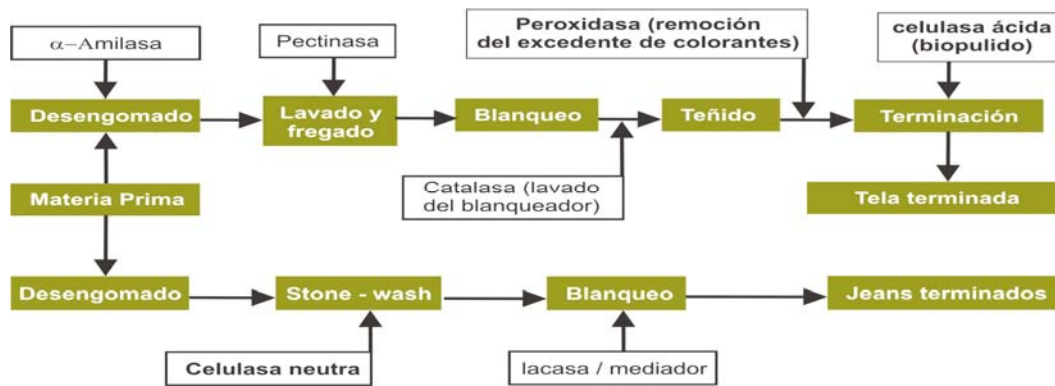 α−Amilasa
Pectinasa
Peroxidasa (remoción
del excedente de colorantes)
celulasa ácida
(biopulido)
Desengomado
Lavado y
fregado
Blanqueo
Teñido
Terminación
Materia Prima
Catalasa (lavado
del blanqueador)
Tela terminada
Desengomado
Stone - wash
Blanqueo
Jeans terminados
Celulasa neutra
lacasa / mediador